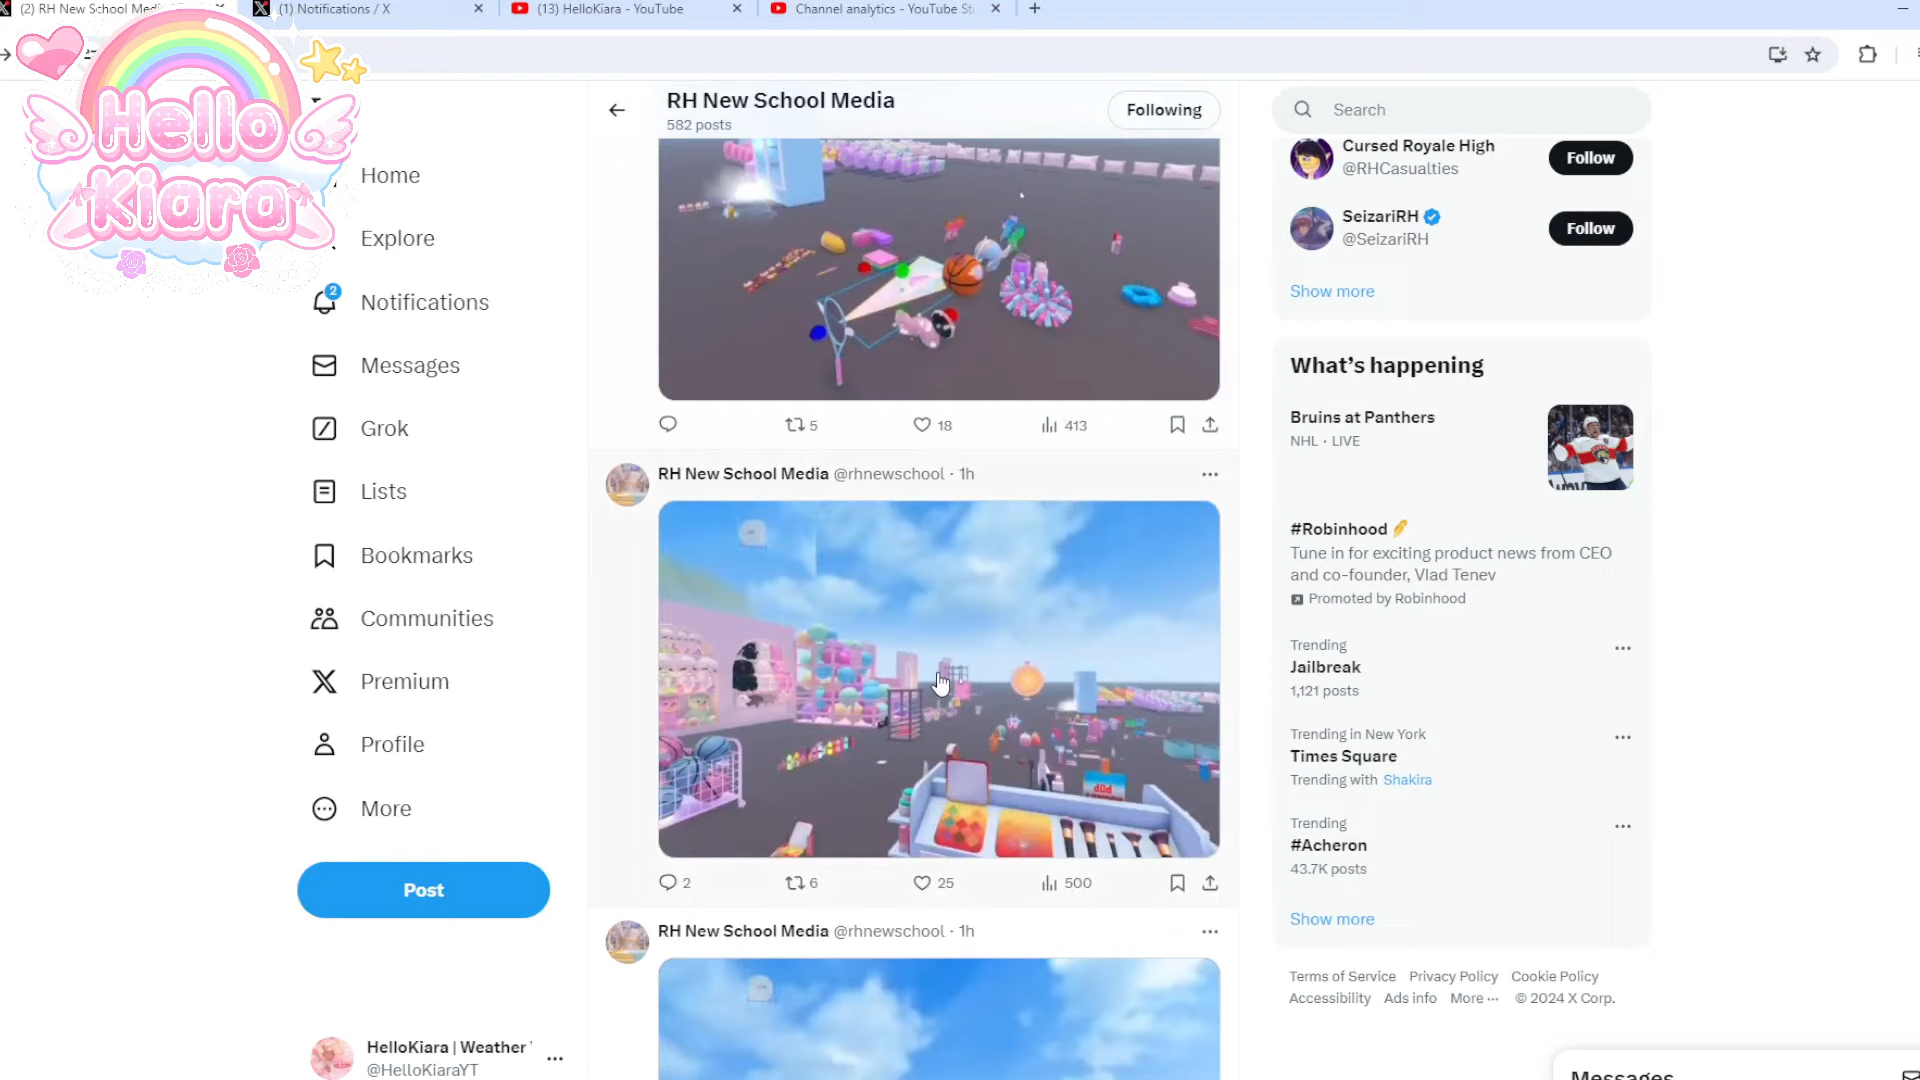 (2) RH New School Medi
(1) Notifications / X
(13) HelloKiara - YouTube
Channel analytics - YouTube St
Hello
Kiara
Home
Explore
2
Notifications
Messages
Grok
Lists
Bookmarks
Communities
Premium
Profile
More
Post
HelloKiara | Weather
@HelloKiaraYT
RH New School Media
582 posts
Following
5
18
413
RH New School Media @rhnewschool · 1h
2
6
25
500
RH New School Media @rhnewschool · 1h
Search
Cursed Royale High
@RHCasualties
Follow
SeizariRH
@SeizariRH
Follow
Show more
What's happening
Bruins at Panthers
NHL · LIVE
#Robinhood
Tune in for exciting product news from CEO
and co-founder, Vlad Tenev
Promoted by Robinhood
Trending
Jailbreak
1,121 posts
Trending in New York
Times Square
Trending with Shakira
Trending
#Acheron
43.7K posts
Show more
Terms of Service Privacy Policy Cookie Policy
Accessibility Ads info More ··· © 2024 X Corp.
Messages